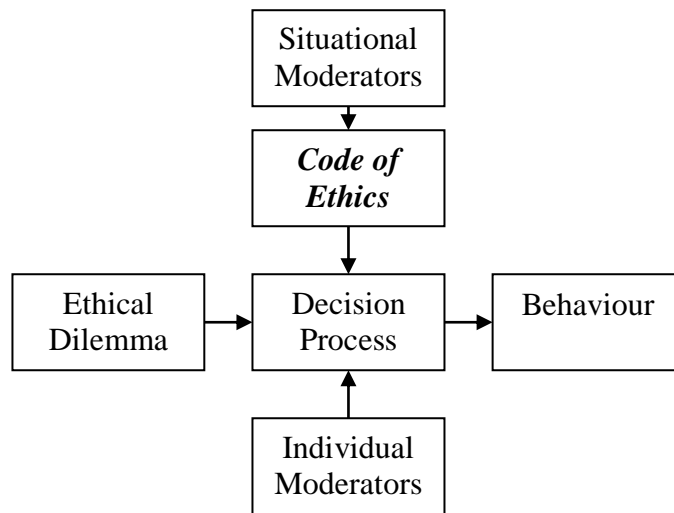 Situational
Moderators
Code of
Ethics
Ethical
Dilemma
Decision
Process
Behaviour
Individual
Moderators